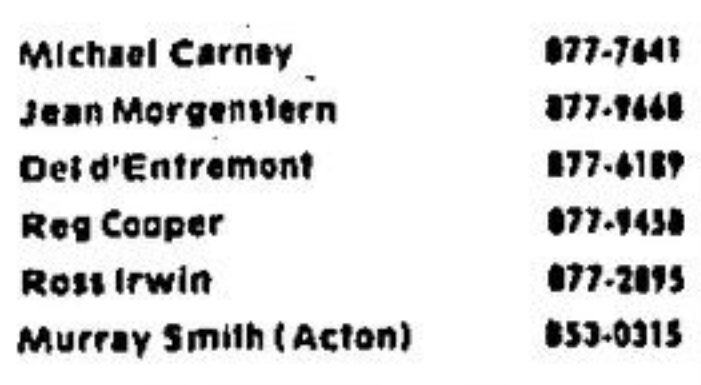 Michael Carney 877-7641
Jean Morgenstern 877-9668
Del d'Entremont 877-6189
Reg Cooper 877-9458
Ross Irwin 877-2895
Murray Smith (Acton) 853-0315